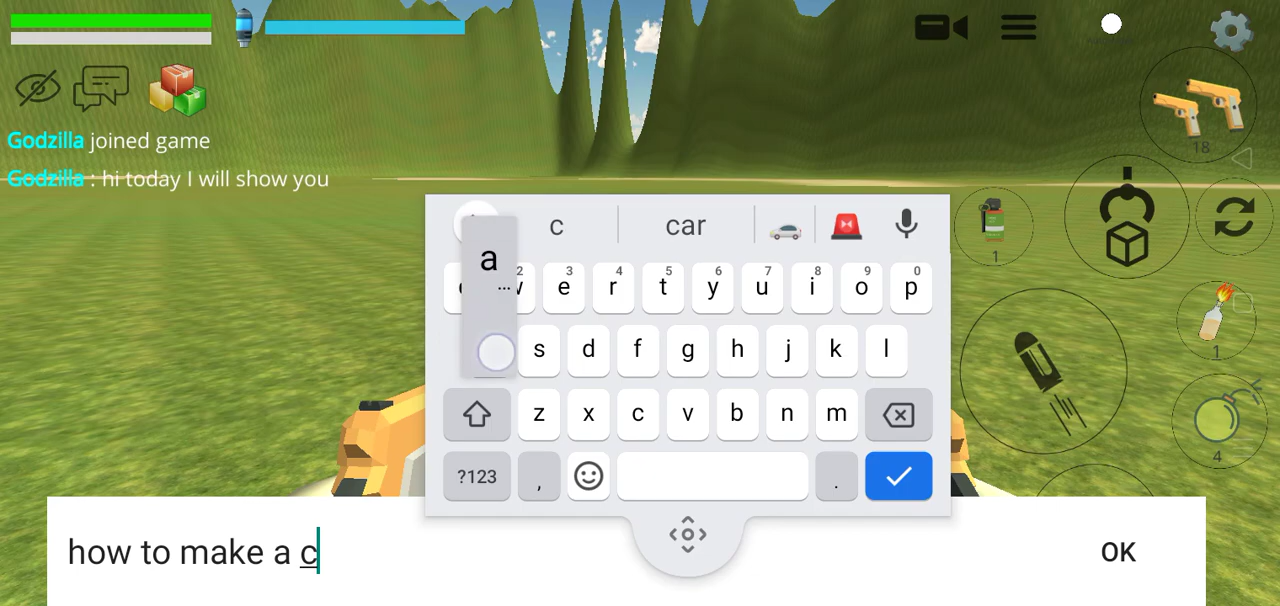 18
Godzilla joined game
Godzilla : hi today I will show you
c car
a
1
2 3 4 5 6 7 8 9 0
e r t y u i o p
1
s d f g h j k l
z x c v b n m
4
?123 , .
how to make a c
OK